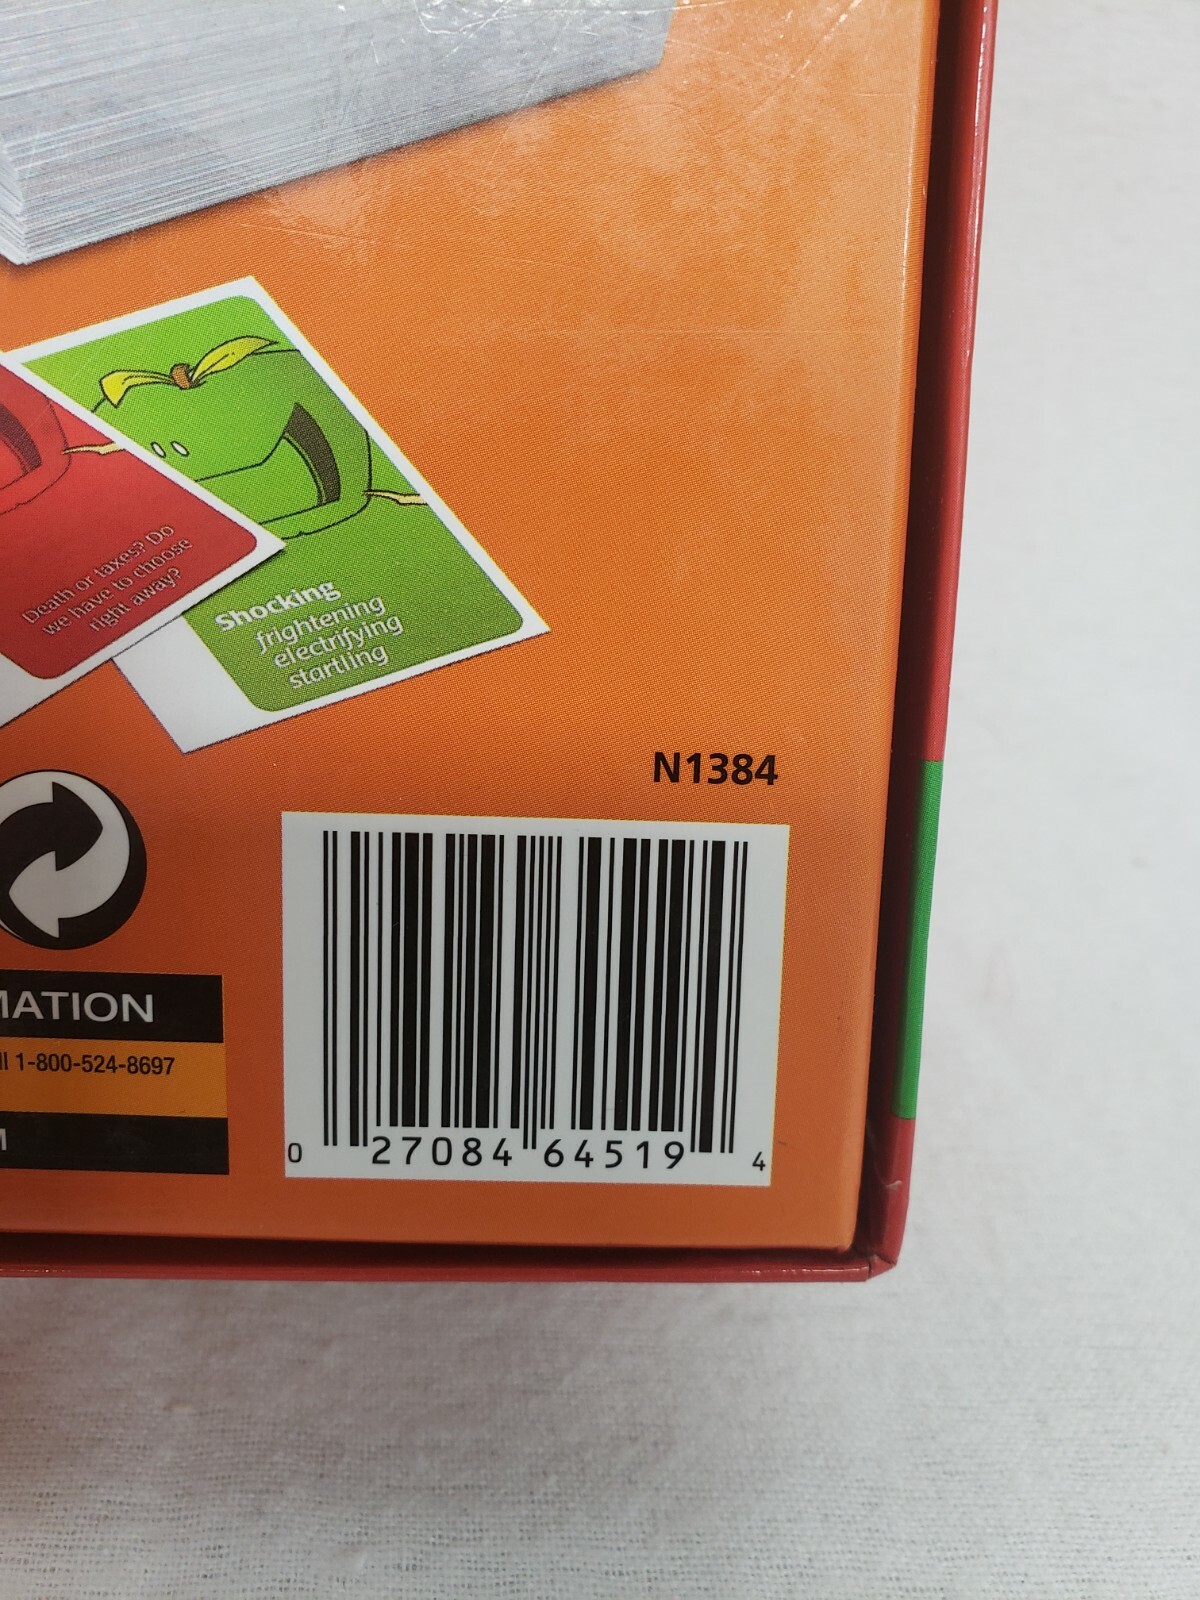 Death or taxes? Do
we have to choose
right away?
Shocking
frightening
electrifying
startling
N1384
MATION
ll 1-800-524-8697
M
0 27084 64519 4